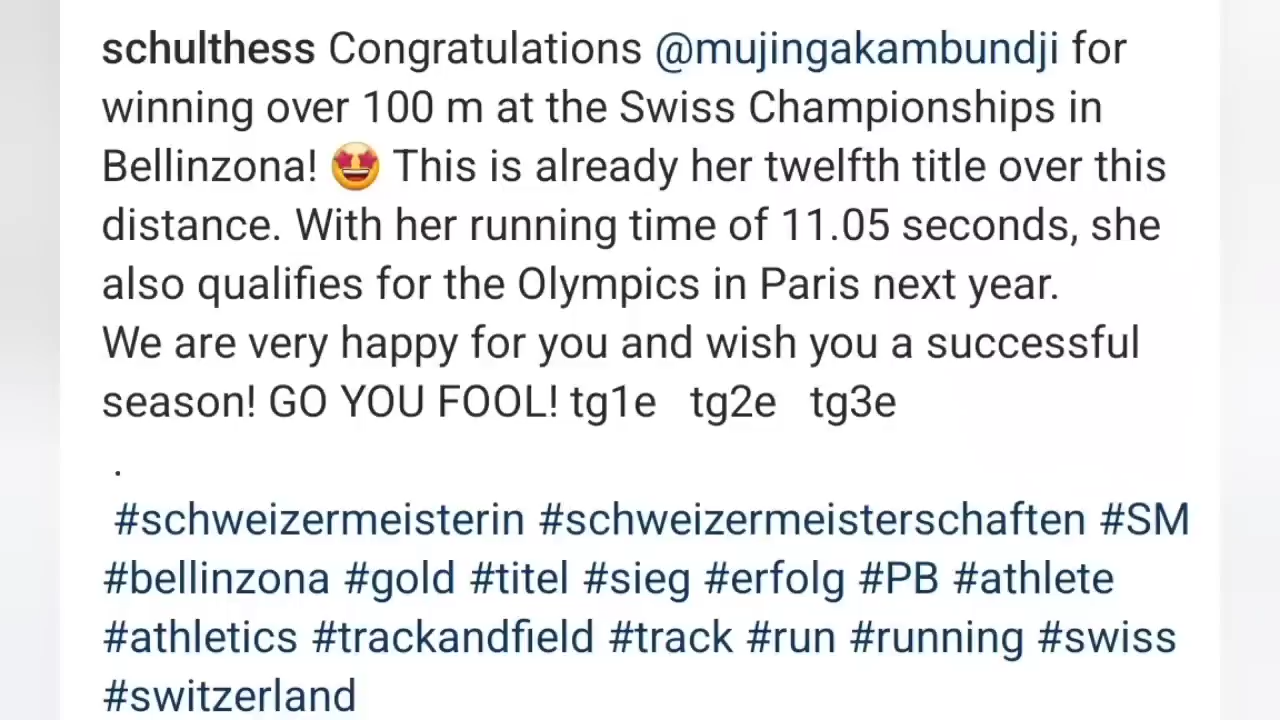 schulthess Congratulations @mujingakambundji for
winning over 100 m at the Swiss Championships in
Bellinzona! 🤩 This is already her twelfth title over this
distance. With her running time of 11.05 seconds, she
also qualifies for the Olympics in Paris next year.
We are very happy for you and wish you a successful
season! GO YOU FOOL! tg1e tg2e tg3e
.
#schweizermeisterin #schweizermeisterschaften #SM
#bellinzona #gold #titel #sieg #erfolg #PB #athlete
#athletics #trackandfield #track #run #running #swiss
#switzerland